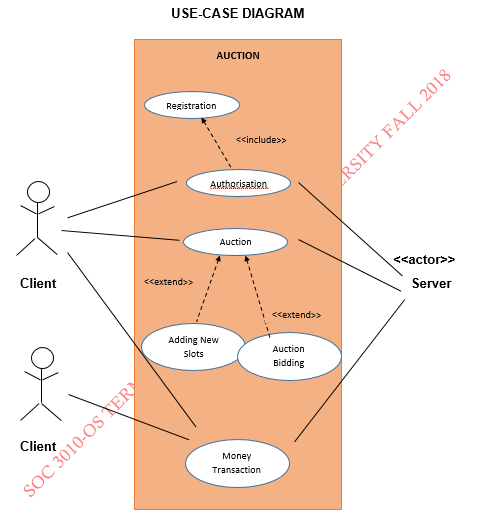 USE-CASE DIAGRAM
AUCTION
Registration
<<include>>
Authorisation
Auction
<<actor>>
Server
Client
<<extend>>
<<extend>>
Adding New
Slots
Auction
Bidding
Client
Money
Transaction
SOC 3010-OS TERM
ERSITY FALL 2018